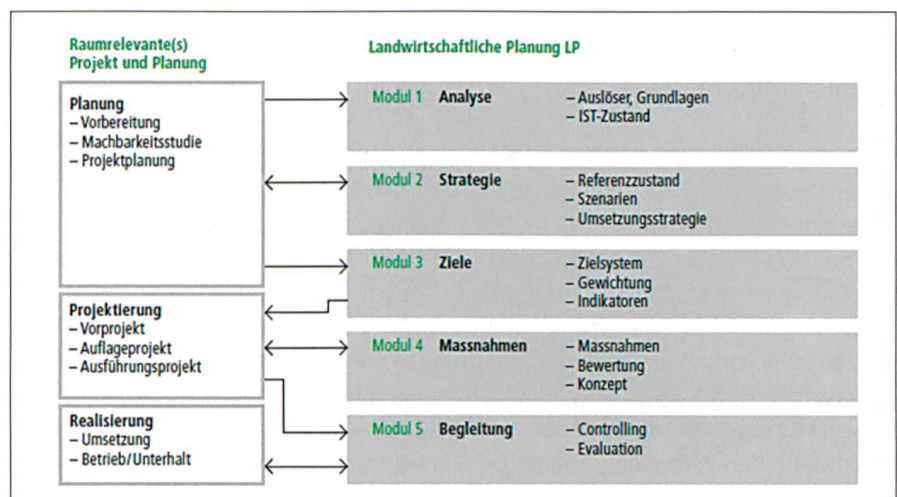 Raumrelevante(s)
Projekt und Planung
Landwirtschaftliche Planung LP
Planung
– Vorbereitung
– Machbarkeitsstudie
– Projektplanung
Projektierung
– Vorprojekt
– Auflageprojekt
– Ausführungsprojekt
Realisierung
– Umsetzung
– Betrieb/Unterhalt
Modul 1 Analyse – Auslöser, Grundlagen
– IST-Zustand
Modul 2 Strategie – Referenzzustand
– Szenarien
– Umsetzungsstrategie
Modul 3 Ziele – Zielsystem
– Gewichtung
– Indikatoren
Modul 4 Massnahmen – Massnahmen
– Bewertung
– Konzept
Modul 5 Begleitung – Controlling
– Evaluation